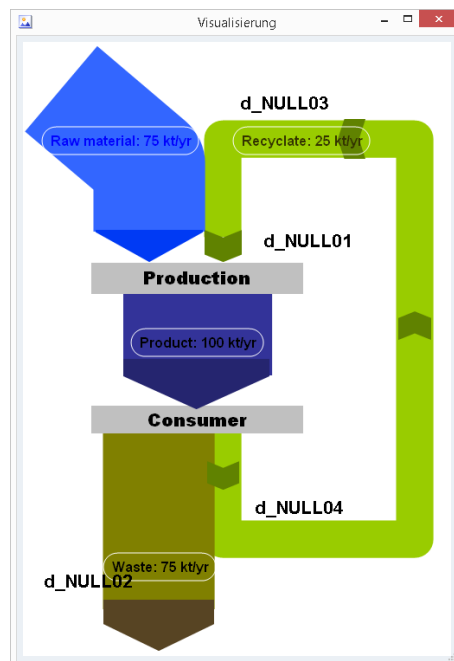 Visualisierung
d_NULL03
Raw material: 75 kt/yr
Recyclate: 25 kt/yr
d_NULL01
Production
Product: 100 kt/yr
Consumer
d_NULL04
Waste: 75 kt/yr
d_NULL02